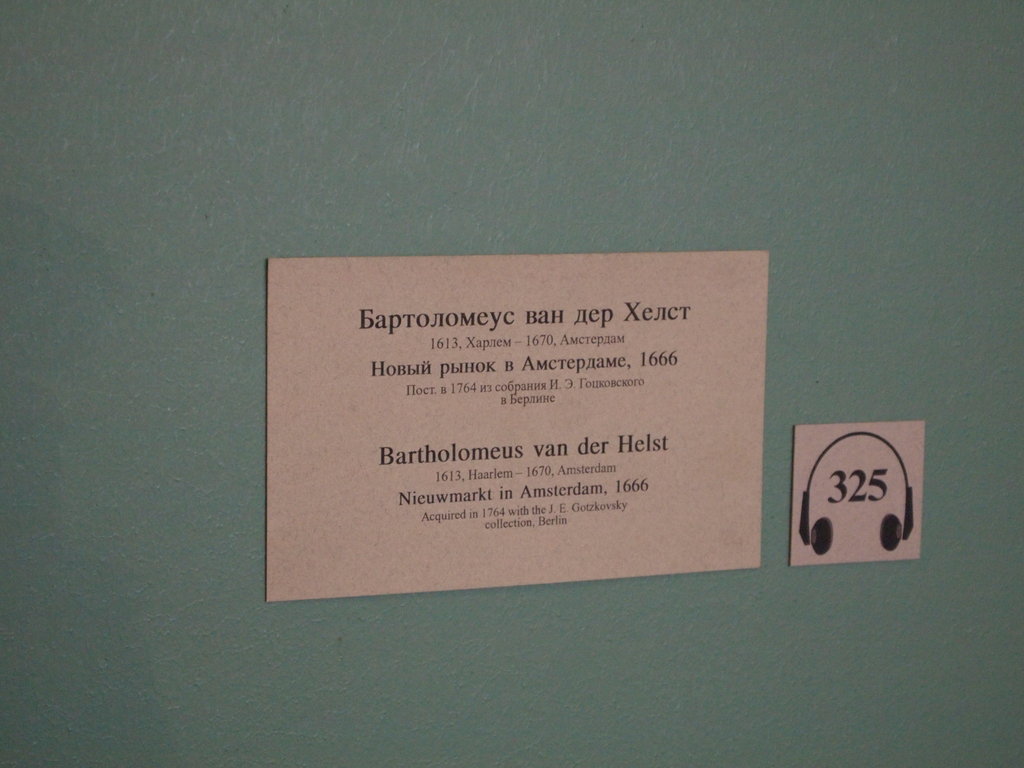 Бартоломеус ван дер Хелст
1613, Харлем – 1670, Амстердам
Новый рынок в Амстердаме, 1666
Пост. в 1764 из собрания И. Э. Гоцковского
в Берлине
Bartholomeus van der Helst
1613, Haarlem – 1670, Amsterdam
Nieuwmarkt in Amsterdam, 1666
Acquired in 1764 with the J. E. Gotzkovsky
collection, Berlin
325